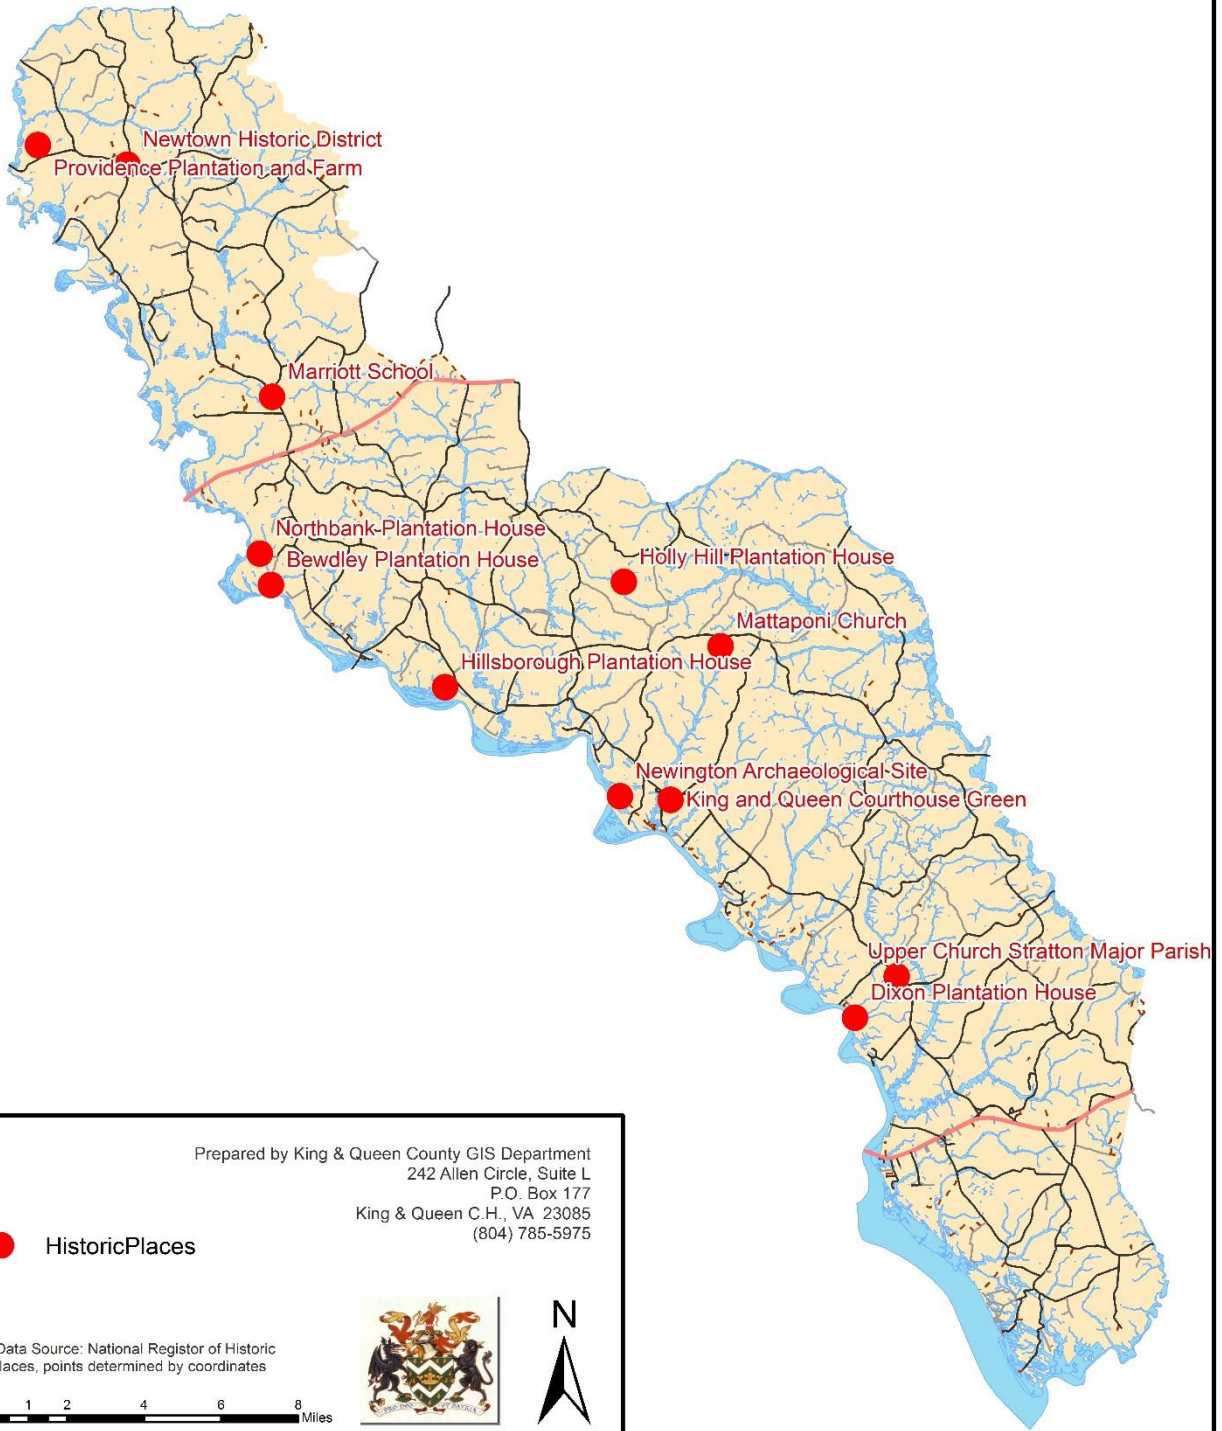 Newtown Historic District
Providence Plantation and Farm
Marriott School
Northbank Plantation House
Bewdley Plantation House
Holly Hill Plantation House
Mattaponi Church
Hillsborough Plantation House
Newington Archaeological Site
King and Queen Courthouse Green
Upper Church Stratton Major Parish
Dixon Plantation House
Prepared by King & Queen County GIS Department
242 Allen Circle, Suite L
P.O. Box 177
King & Queen C.H., VA 23085
(804) 785-5975
HistoricPlaces
N
Data Source: National Registor of Historic
laces, points determined by coordinates
1 2 4 6 8
Miles